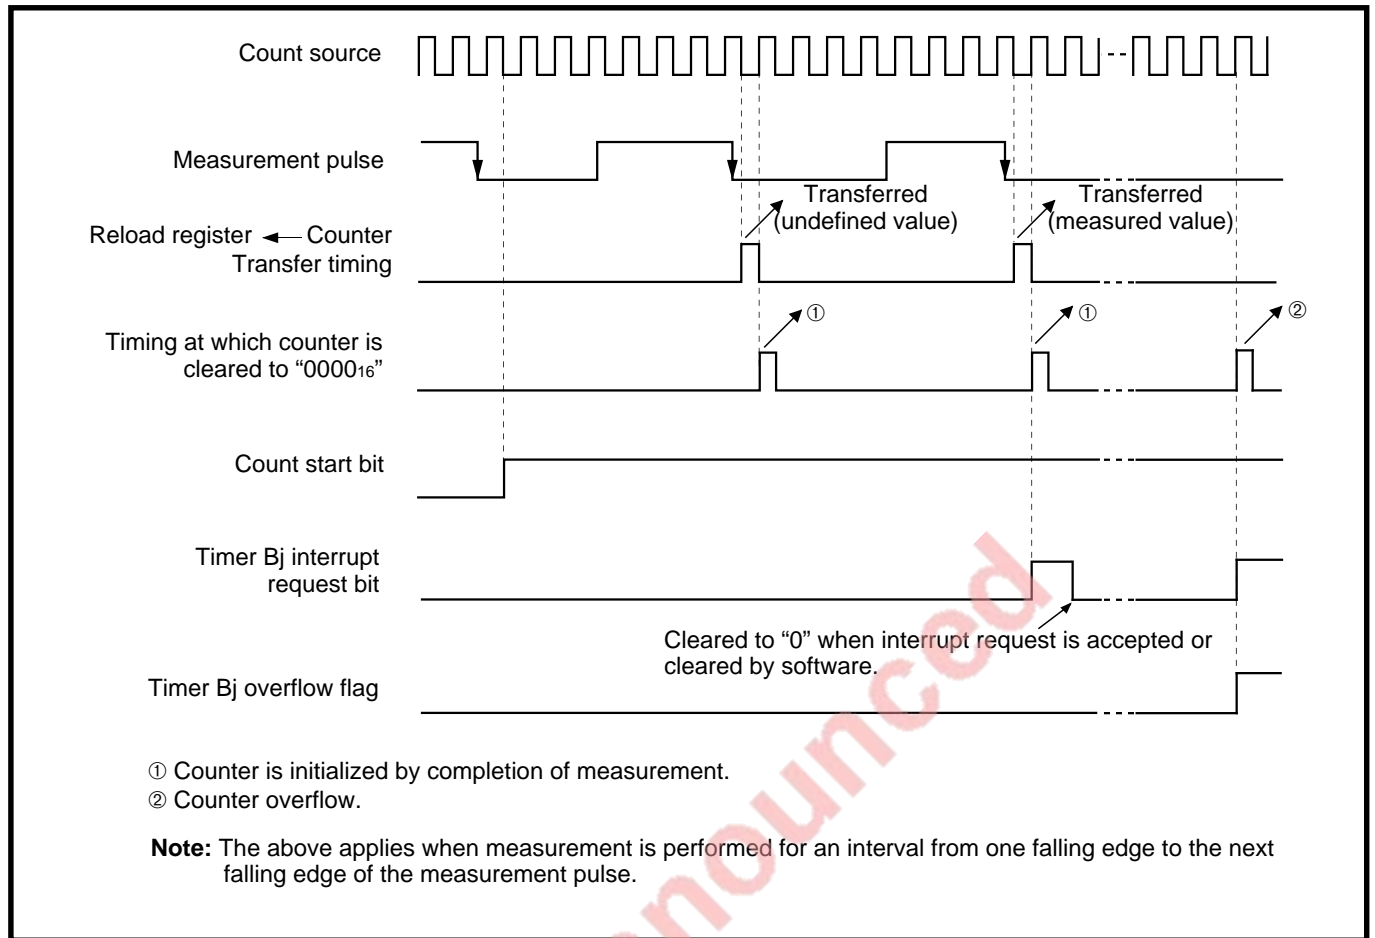 Count source
Measurement pulse
Transferred
(undefined value)
Transferred
(measured value)
Reload register ← Counter
Transfer timing
①
①
②
Timing at which counter is
cleared to “0000₁₆”
Count start bit
Timer Bj interrupt
request bit
Cleared to “0” when interrupt request is accepted or
cleared by software.
Timer Bj overflow flag
① Counter is initialized by completion of measurement.
② Counter overflow.
Note: The above applies when measurement is performed for an interval from one falling edge to the next
falling edge of the measurement pulse.
nounced